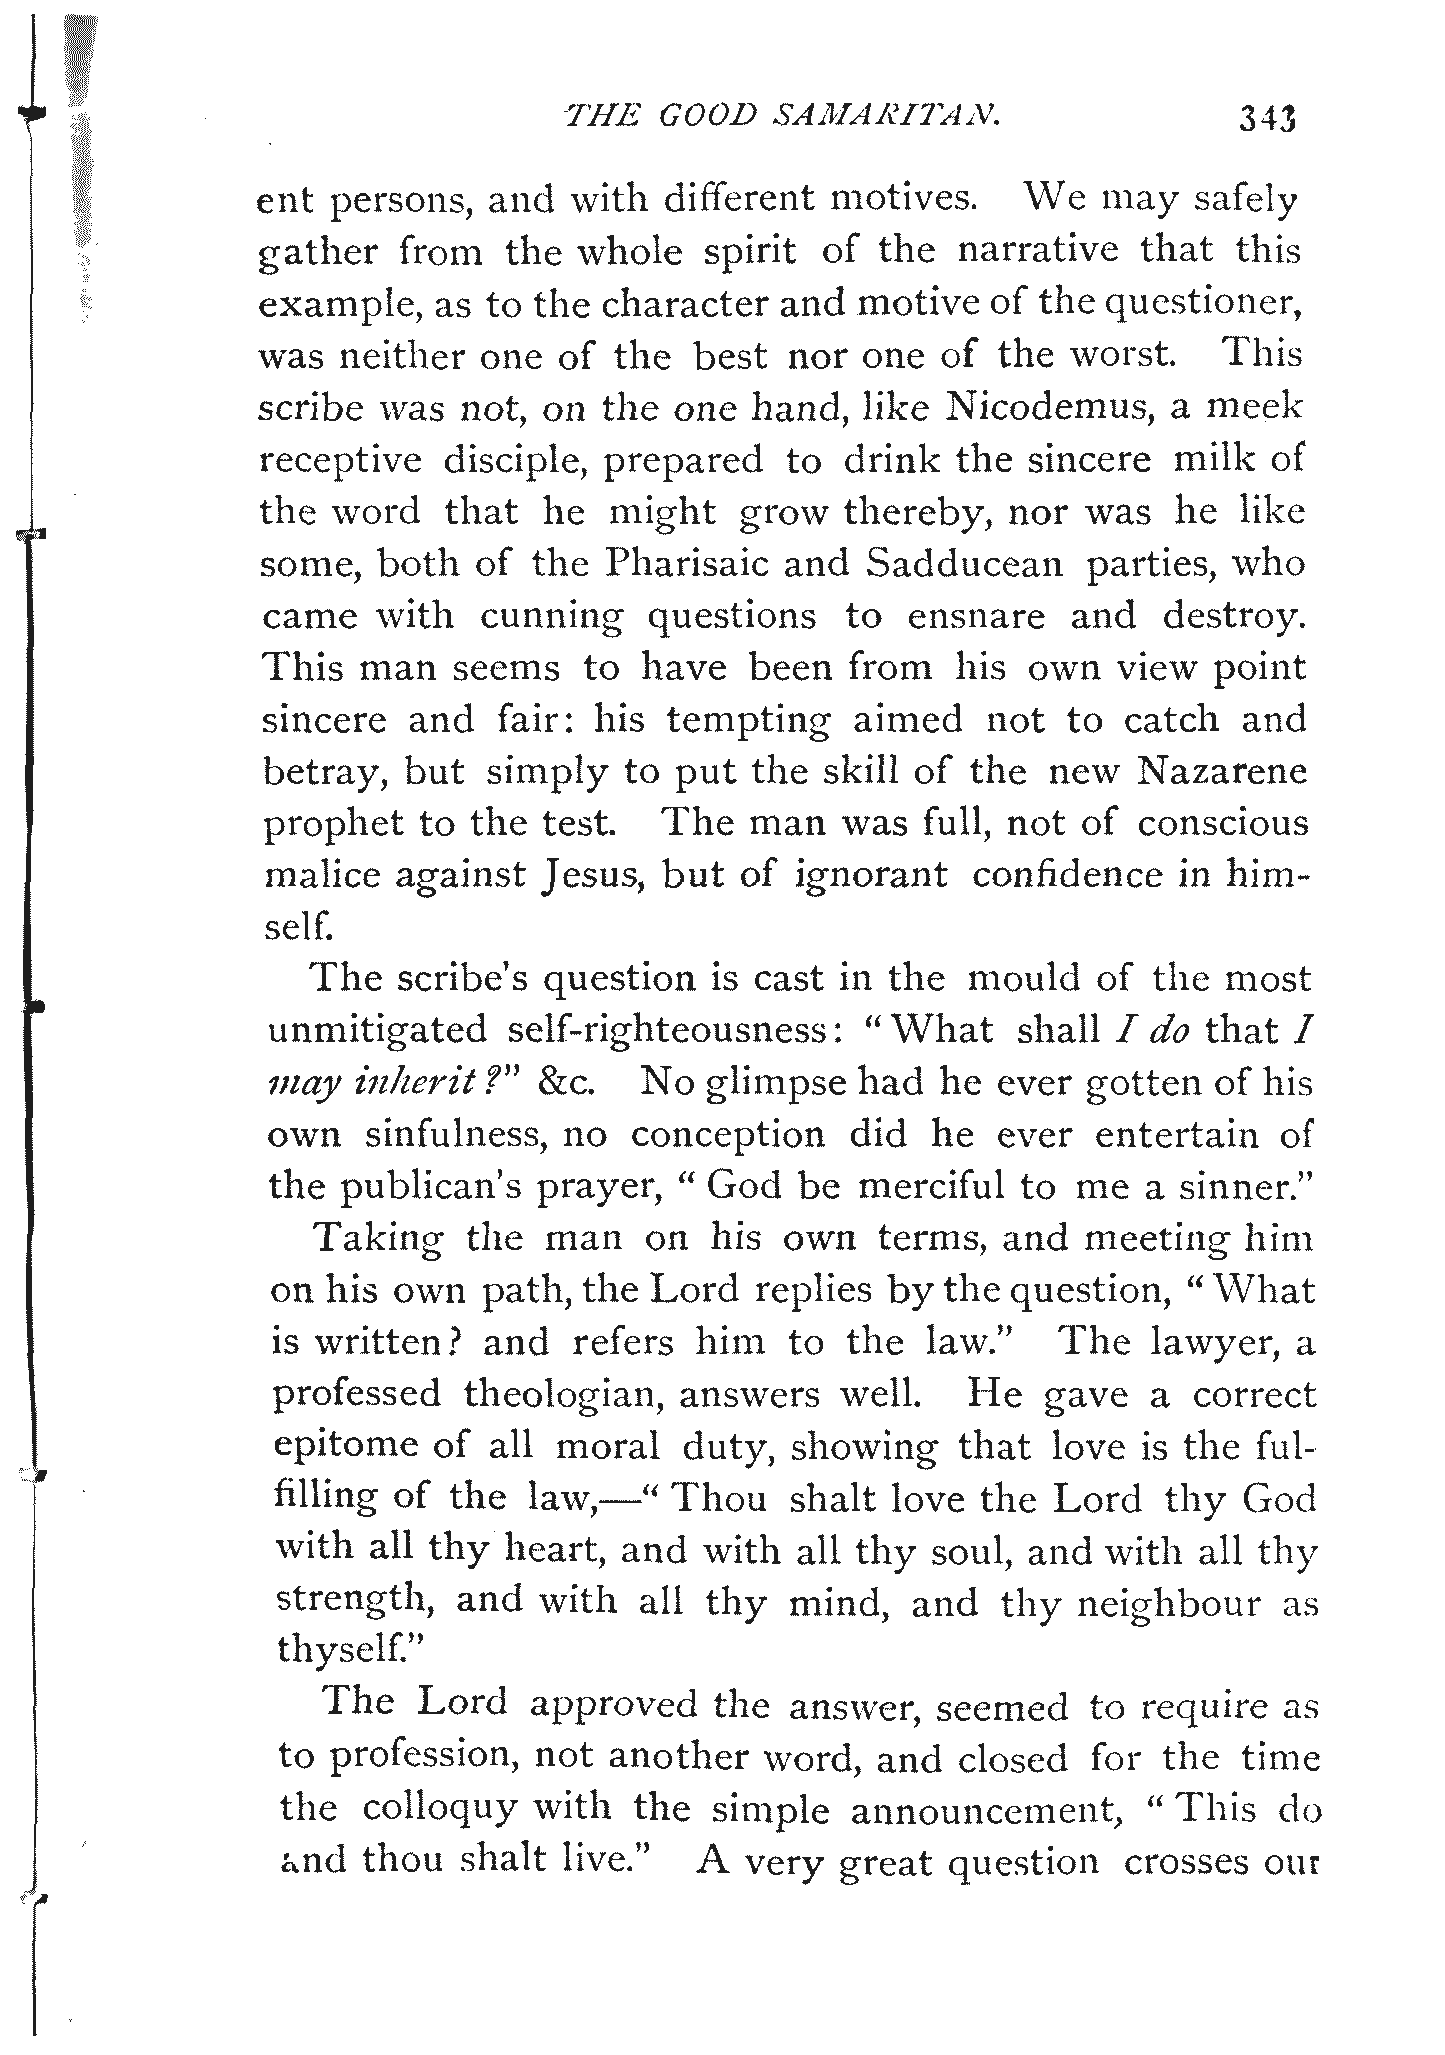 THE GOOD SAMARITAN. 343
ent persons, and with different motives. We may safely
gather from the whole spirit of the narrative that this
example, as to the character and motive of the questioner,
was neither one of the best nor one of the worst. This
scribe was not, on the one hand, like Nicodemus, a meek
receptive disciple, prepared to drink the sincere milk of
the word that he might grow thereby, nor was he like
some, both of the Pharisaic and Sadducean parties, who
came with cunning questions to ensnare and destroy.
This man seems to have been from his own view point
sincere and fair: his tempting aimed not to catch and
betray, but simply to put the skill of the new Nazarene
prophet to the test. The man was full, not of conscious
malice against Jesus, but of ignorant confidence in him-
self.
The scribe's question is cast in the mould of the most
unmitigated self-righteousness: "What shall I do that I
may inherit?" &c. No glimpse had he ever gotten of his
own sinfulness, no conception did he ever entertain of
the publican's prayer, "God be merciful to me a sinner."
Taking the man on his own terms, and meeting him
on his own path, the Lord replies by the question, "What
is written? and refers him to the law." The lawyer, a
professed theologian, answers well. He gave a correct
epitome of all moral duty, showing that love is the ful-
filling of the law,—"Thou shalt love the Lord thy God
with all thy heart, and with all thy soul, and with all thy
strength, and with all thy mind, and thy neighbour as
thyself."
The Lord approved the answer, seemed to require as
to profession, not another word, and closed for the time
the colloquy with the simple announcement, "This do
and thou shalt live." A very great question crosses our